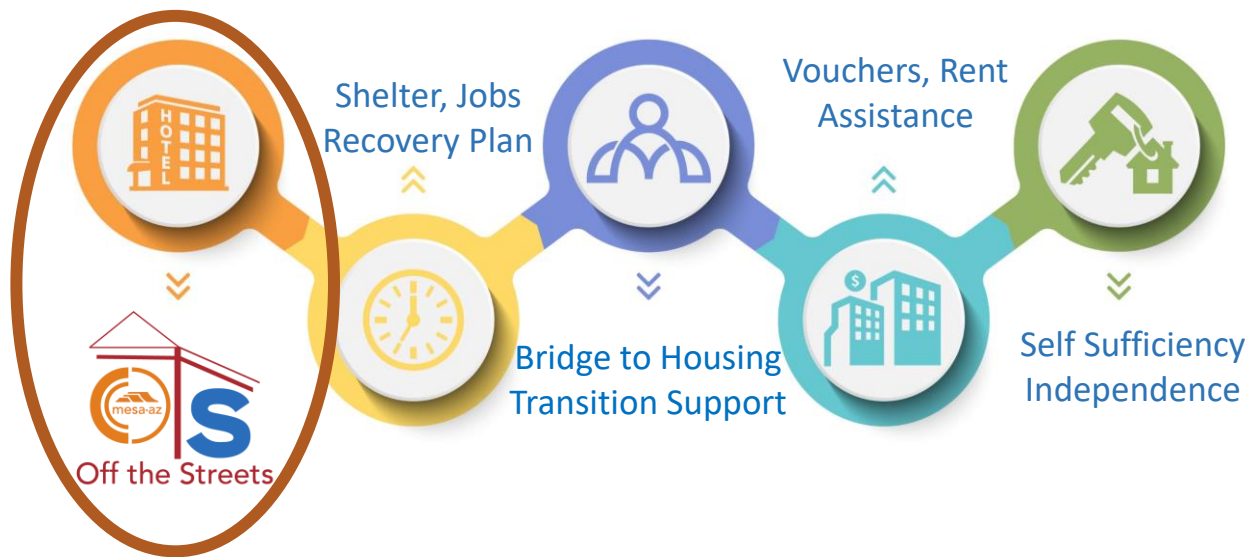 HOTEL
mesa·az
OTS
Off the Streets
Shelter, Jobs
Recovery Plan
Bridge to Housing
Transition Support
$
Vouchers, Rent
Assistance
Self Sufficiency
Independence